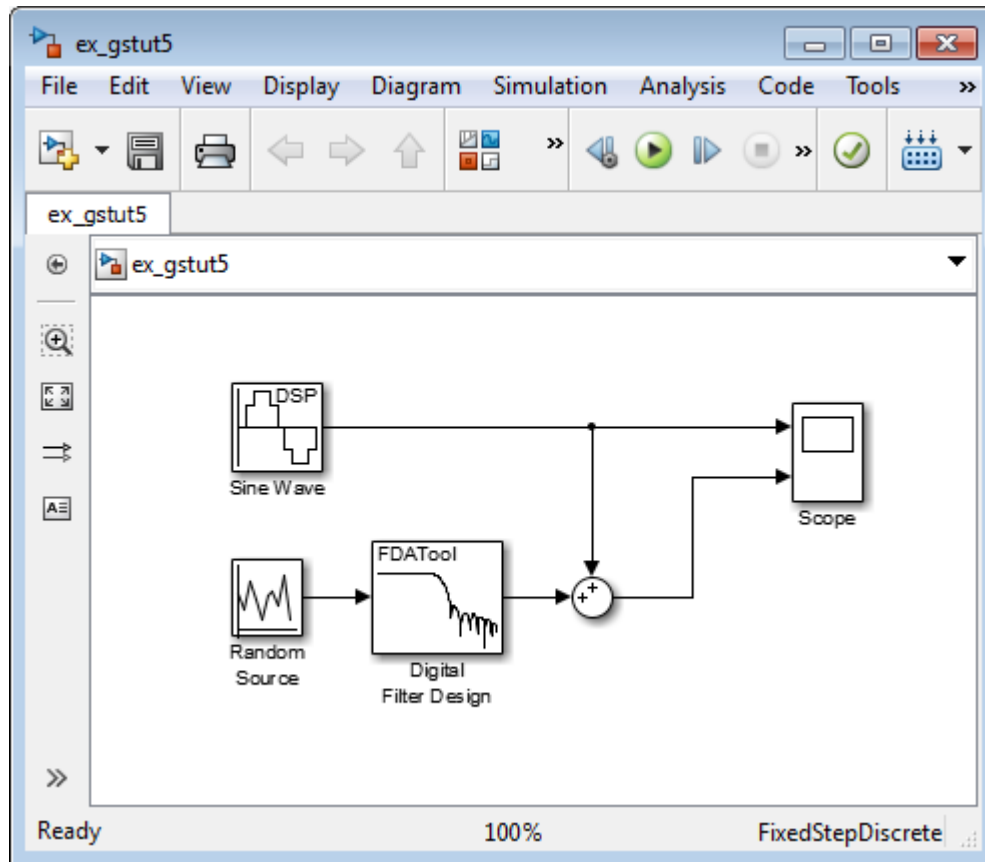 ex_gstut5
File Edit View Display Diagram Simulation Analysis Code Tools »
ex_gstut5
ex_gstut5
DSP
Sine Wave
Scope
FDATool
Random
Source
Digital
Filter Design
Ready 100% FixedStepDiscrete